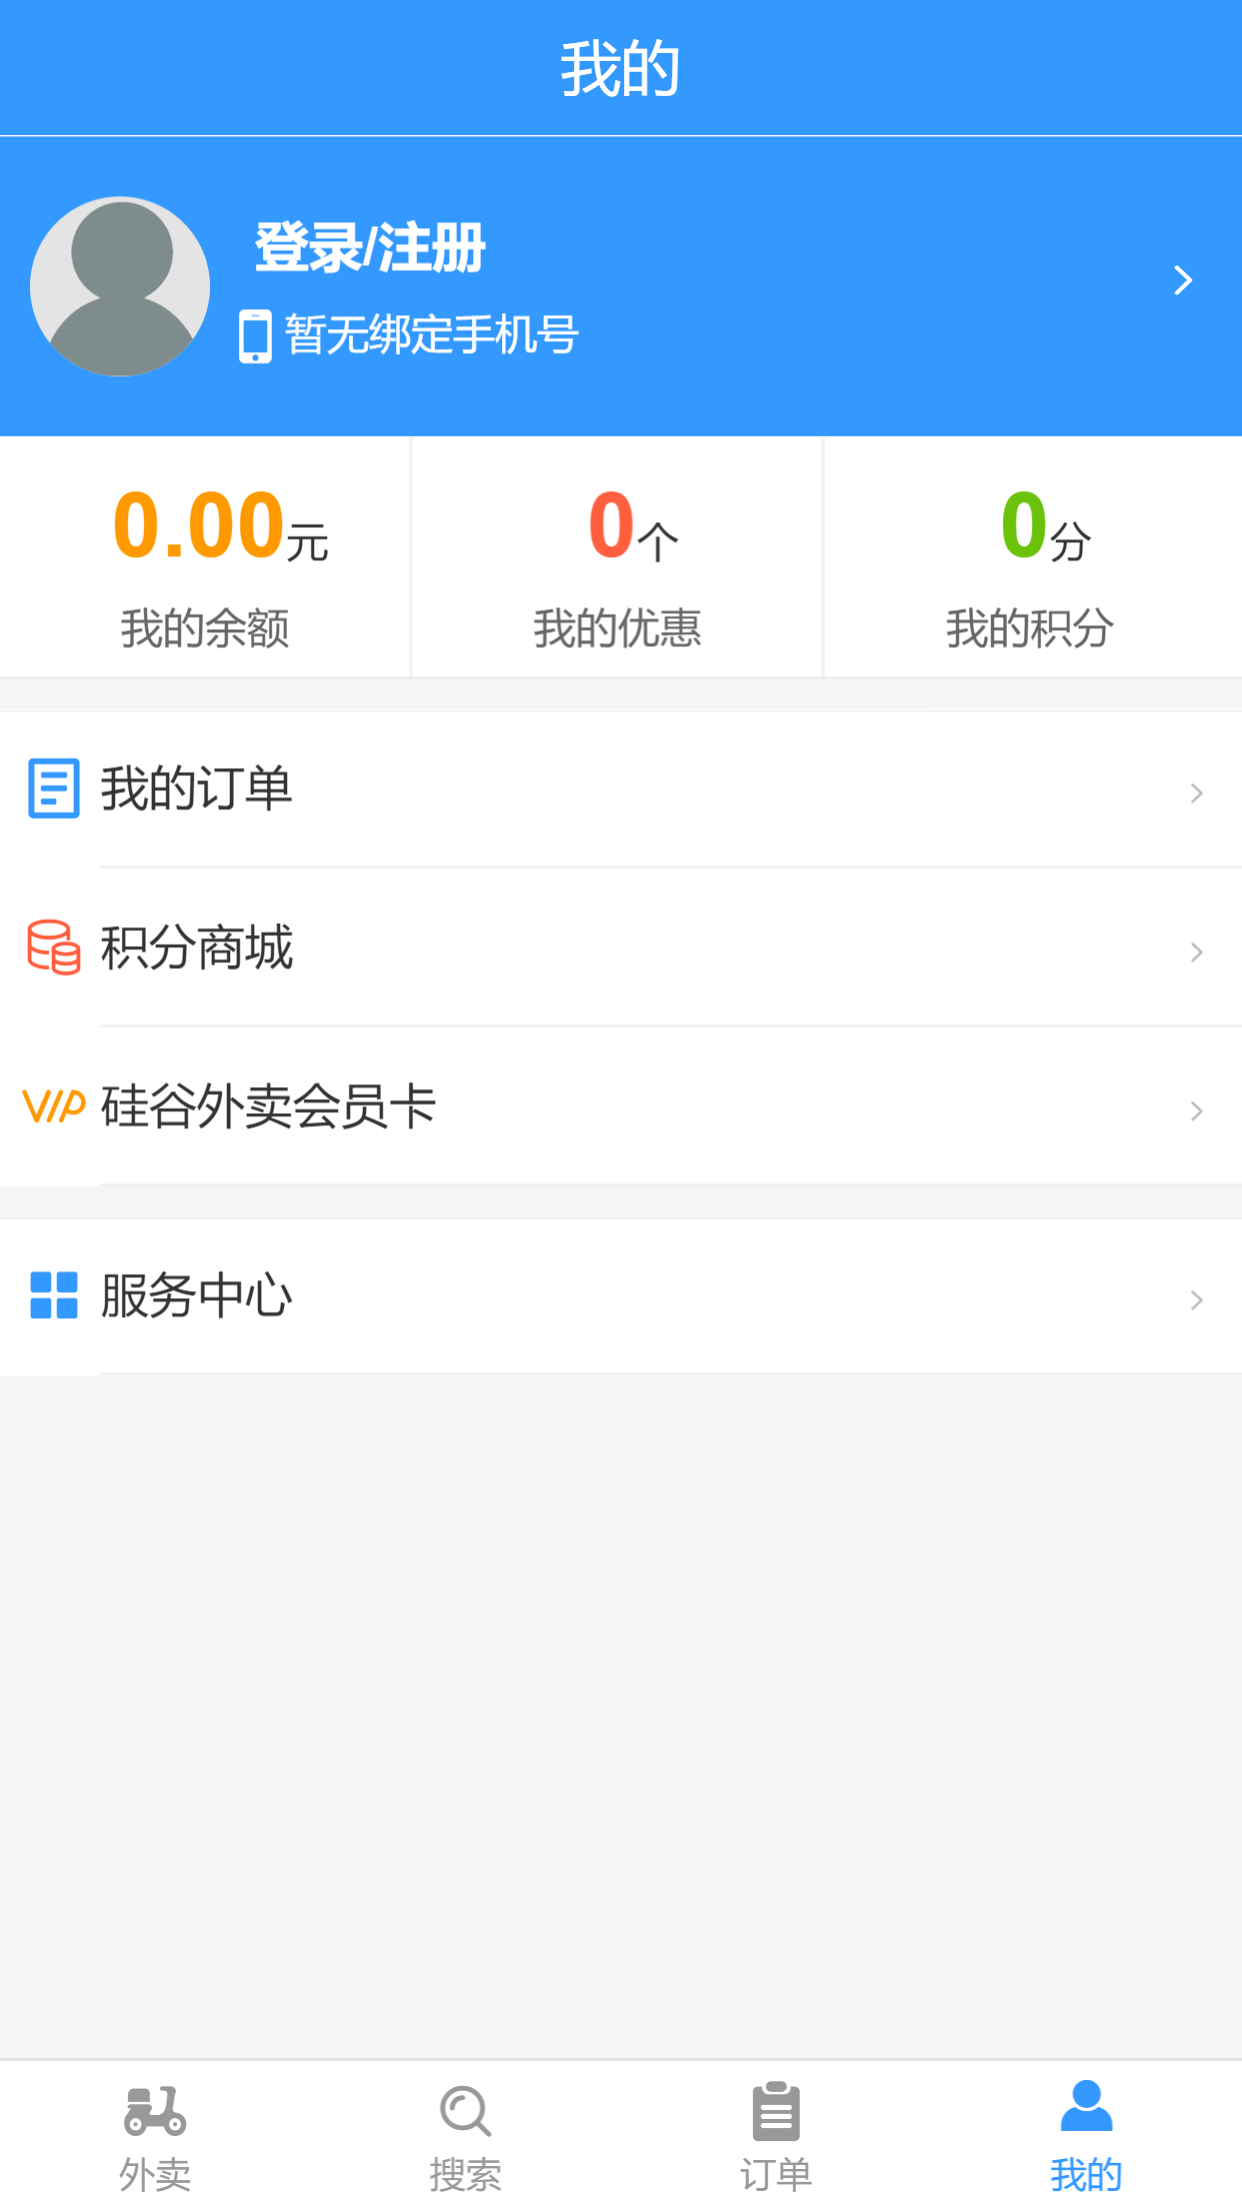 我的
登录/注册
暂无绑定手机号
0.00元
0个
0分
我的余额
我的优惠
我的积分
我的订单
积分商城
VIP 硅谷外卖会员卡
服务中心
外卖
搜索
订单
我的